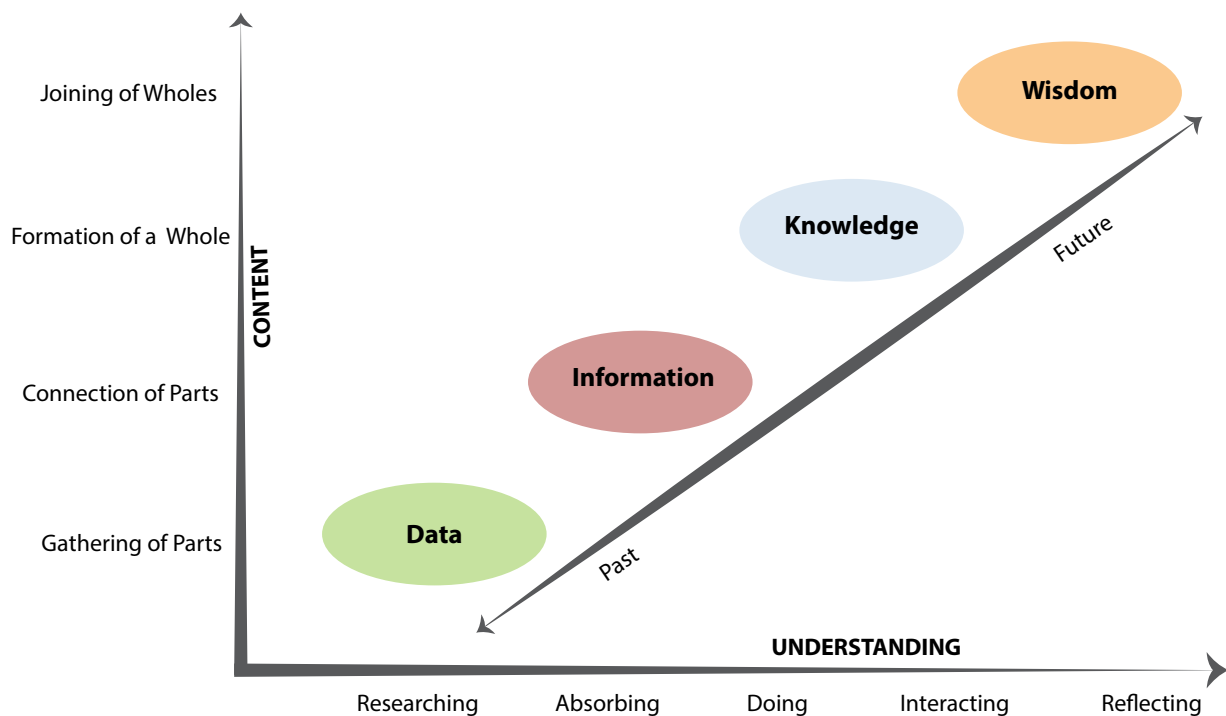 Joining of Wholes
Wisdom
Formation of a Whole
Knowledge
Future
CONTENT
Connection of Parts
Information
Gathering of Parts
Data
Past
UNDERSTANDING
Researching
Absorbing
Doing
Interacting
Reflecting